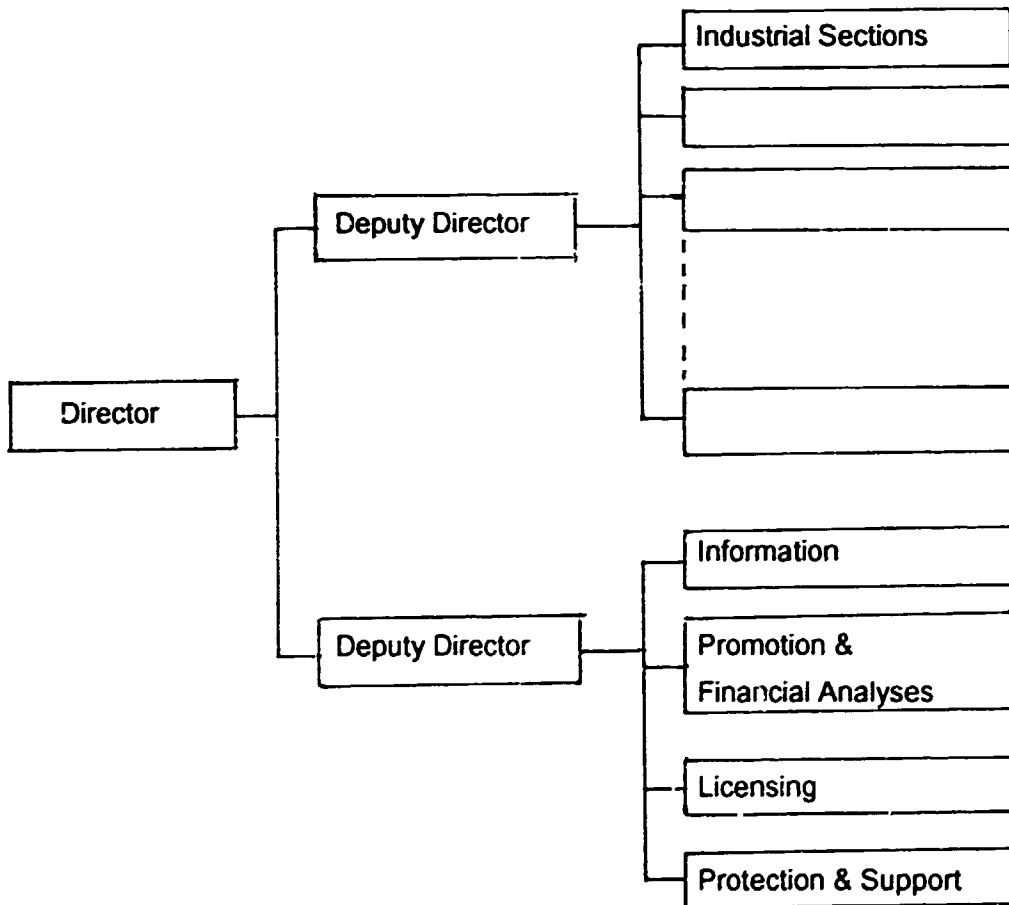 Industrial Sections
Deputy Director
Director
Information
Deputy Director
Promotion &
Financial Analyses
Licensing
Protection & Support